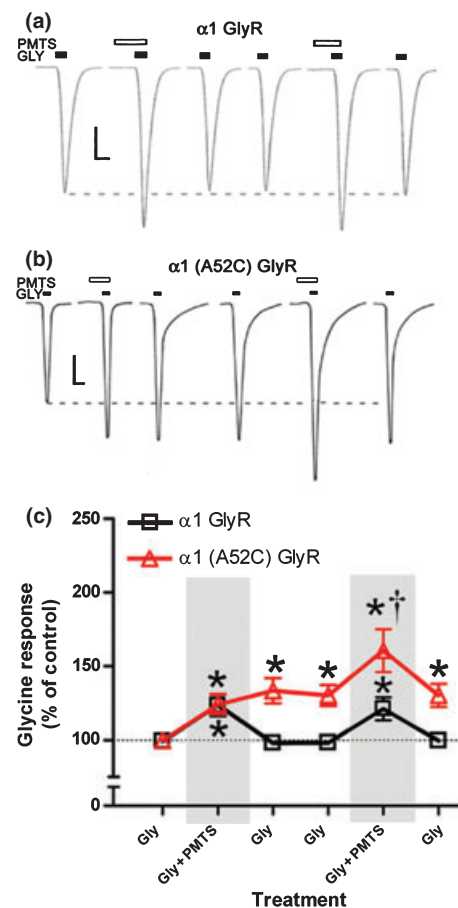 (a)
α1 GlyR
PMTS
GLY
(b)
α1 (A52C) GlyR
PMTS
GLY
(c)
250
α1 GlyR
α1 (A52C) GlyR
200
* †
150
* * * *
*
*
100
0
Glycine response
(% of control)
Gly
Gly+PMTS
Gly
Gly
Gly+PMTS
Gly
Treatment